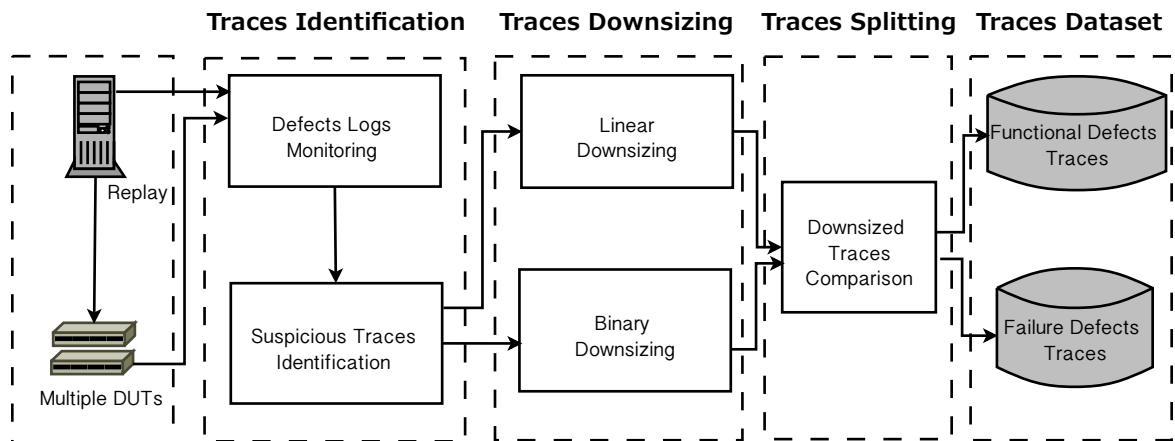 Traces Identification
Traces Downsizing
Traces Splitting
Traces Dataset
Replay
Multiple DUTs
Defects Logs
Monitoring
Suspicious Traces
Identification
Linear
Downsizing
Binary
Downsizing
Downsized
Traces
Comparison
Functional Defects
Traces
Failure Defects
Traces